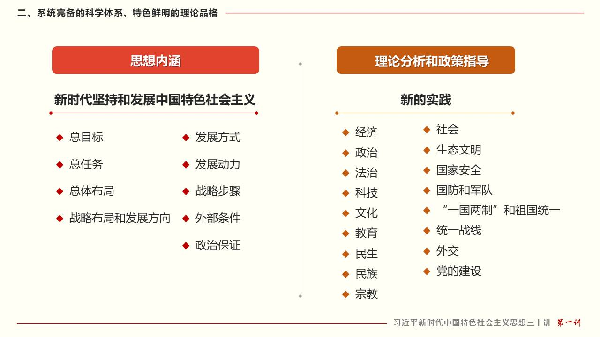 二、系统完备的科学体系、特色鲜明的理论品格
思想内涵
新时代坚持和发展中国特色社会主义
总目标
总任务
总体布局
战略布局和发展方向
发展方式
发展动力
战略步骤
外部条件
政治保证
理论分析和政策指导
新的实践
经济
政治
法治
科技
文化
教育
民生
民族
宗教
社会
生态文明
国家安全
国防和军队
“一国两制”和祖国统一
统一战线
外交
党的建设
习近平新时代中国特色社会主义思想三十讲 第一讲